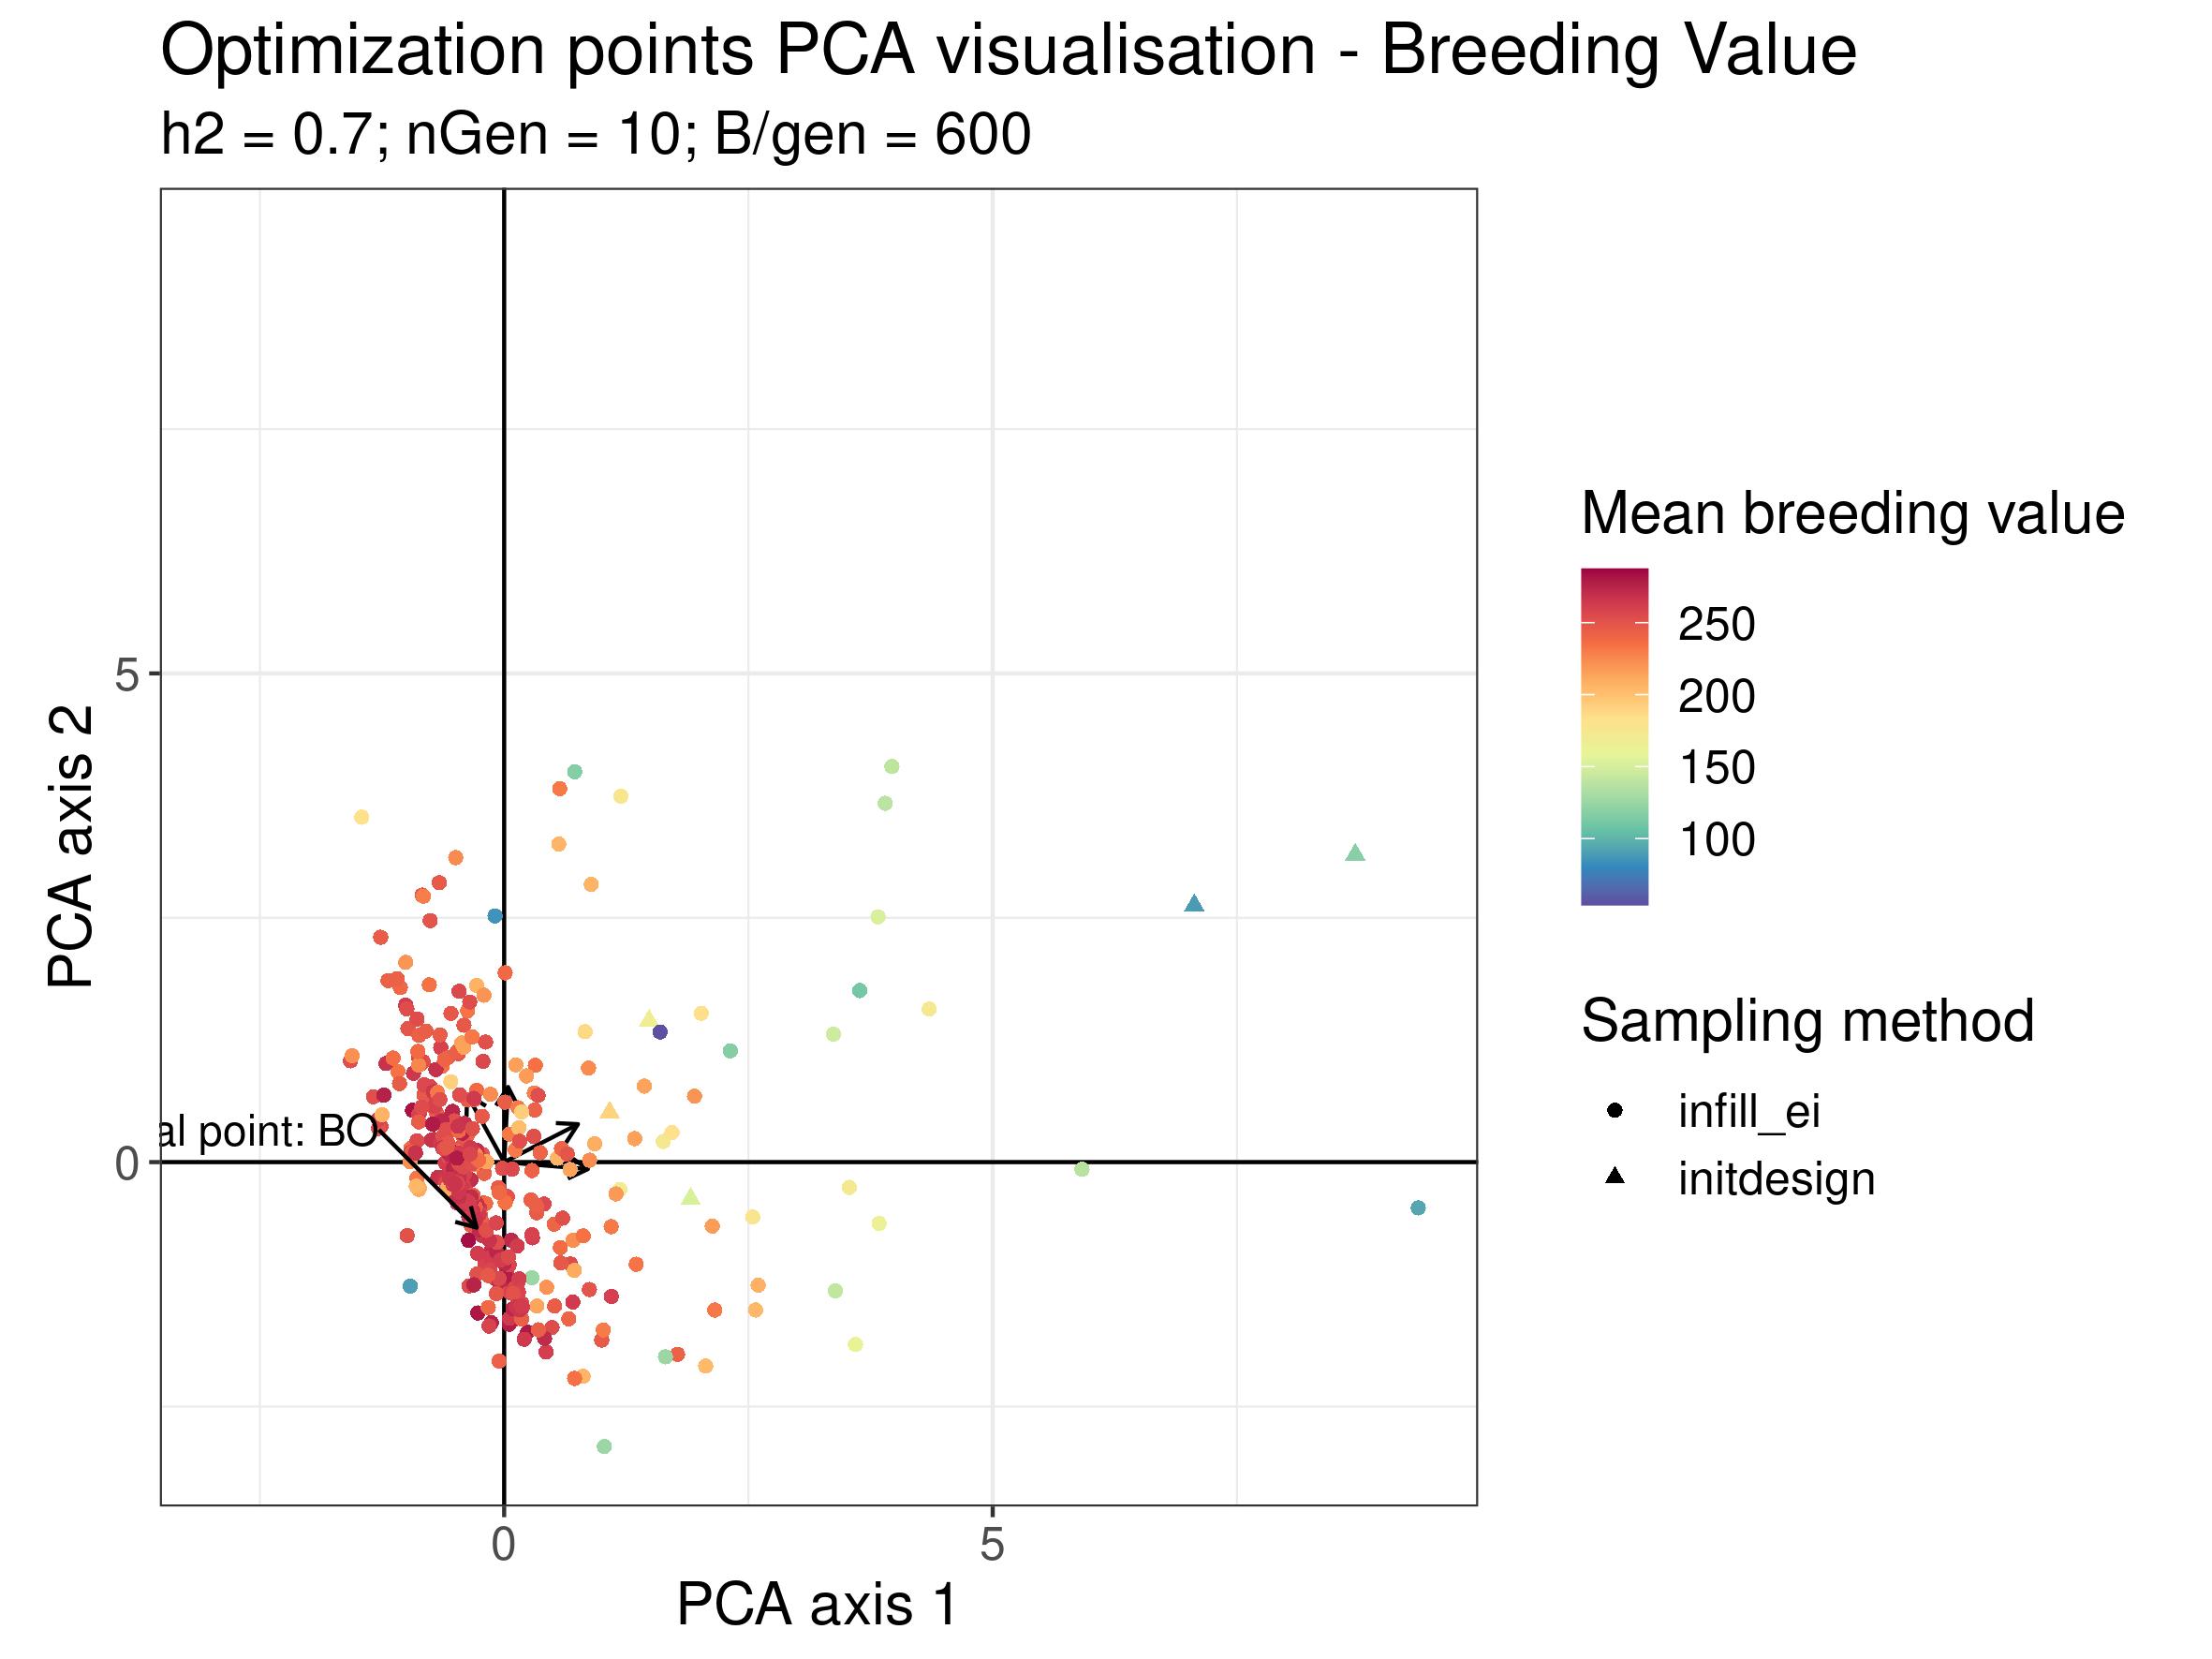 Optimization points PCA visualisation - Breeding Value
h2 = 0.7; nGen = 10; B/gen = 600
PCA axis 2
5
0
al point: BO
0
5
PCA axis 1
Mean breeding value
250
200
150
100
Sampling method
infill_ei
initdesign